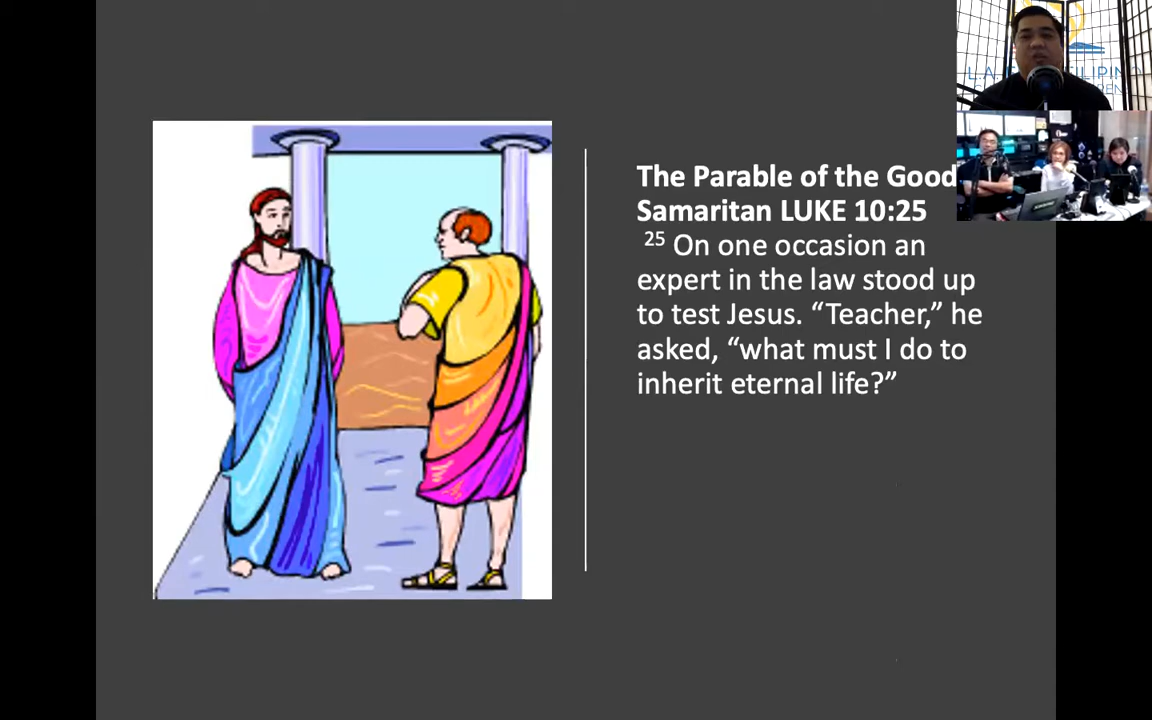 The Parable of the Good
Samaritan LUKE 10:25
25 On one occasion an
expert in the law stood up
to test Jesus. “Teacher,” he
asked, “what must I do to
inherit eternal life?”
L.A.